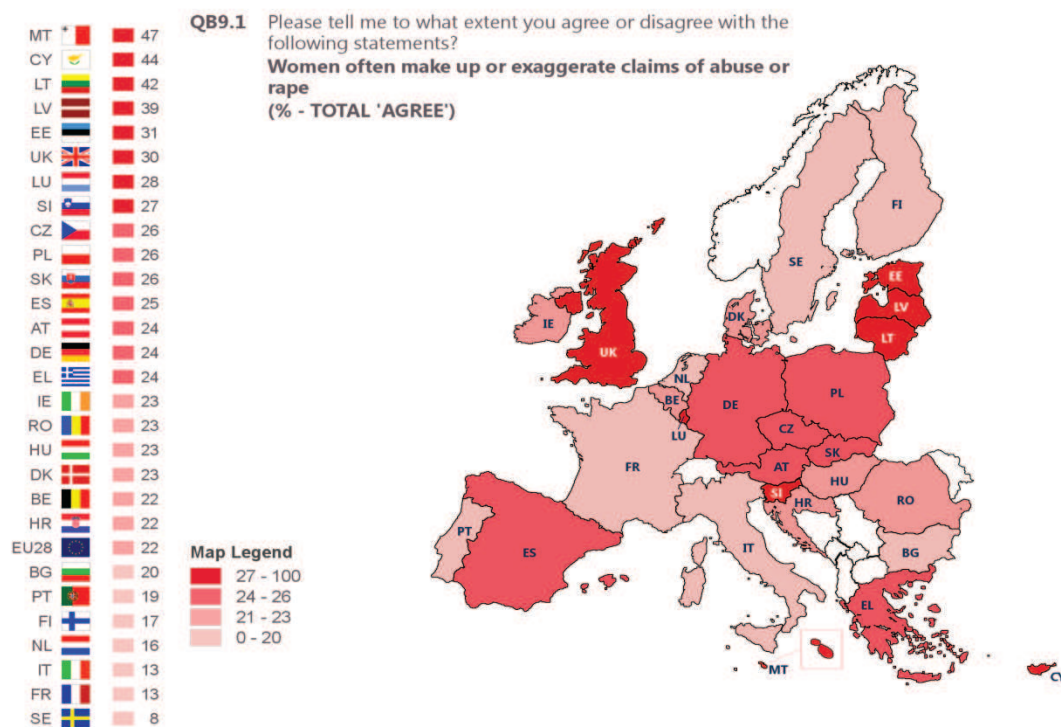 QB9.1 Please tell me to what extent you agree or disagree with the
following statements?
Women often make up or exaggerate claims of abuse or
rape
(% - TOTAL 'AGREE')
MT 47
CY 44
LT 42
LV 39
EE 31
UK 30
LU 28
SI 27
CZ 26
PL 26
SK 26
ES 25
AT 24
DE 24
EL 24
IE 23
RO 23
HU 23
DK 23
BE 22
HR 22
EU28 22
BG 20
PT 19
FI 17
NL 16
IT 13
FR 13
SE 8
Map Legend
27 - 100
24 - 26
21 - 23
0 - 20
FI
SE
EE
LV
LT
DK
IE
UK
NL
BE
DE
PL
LU
CZ
SK
FR
AT
HU
SI
HR
RO
PT
ES
IT
BG
EL
MT
CY